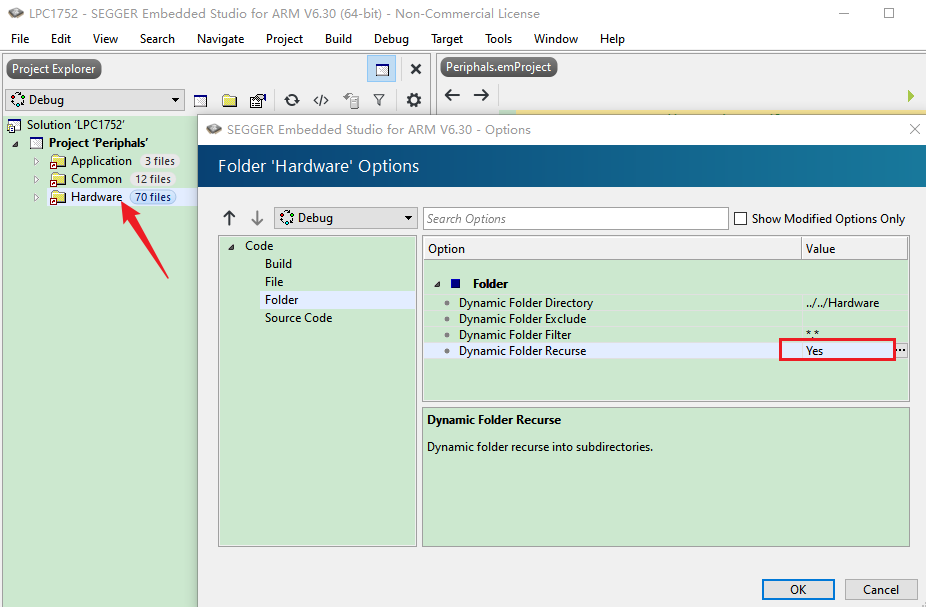 LPC1752 - SEGGER Embedded Studio for ARM V6.30 (64-bit) - Non-Commercial License
File Edit View Search Navigate Project Build Debug Target Tools Window Help
Project Explorer
Periphals.emProject
Debug
Solution 'LPC1752'
Project 'Periphals'
Application 3 files
Common 12 files
Hardware 70 files
SEGGER Embedded Studio for ARM V6.30 - Options
Folder 'Hardware' Options
Debug
Search Options
Show Modified Options Only
Code
Build
File
Folder
Source Code
Option Value
Folder
Dynamic Folder Directory ../../Hardware
Dynamic Folder Exclude
Dynamic Folder Filter *.*
Dynamic Folder Recurse Yes ...
Dynamic Folder Recurse
Dynamic folder recurse into subdirectories.
OK Cancel